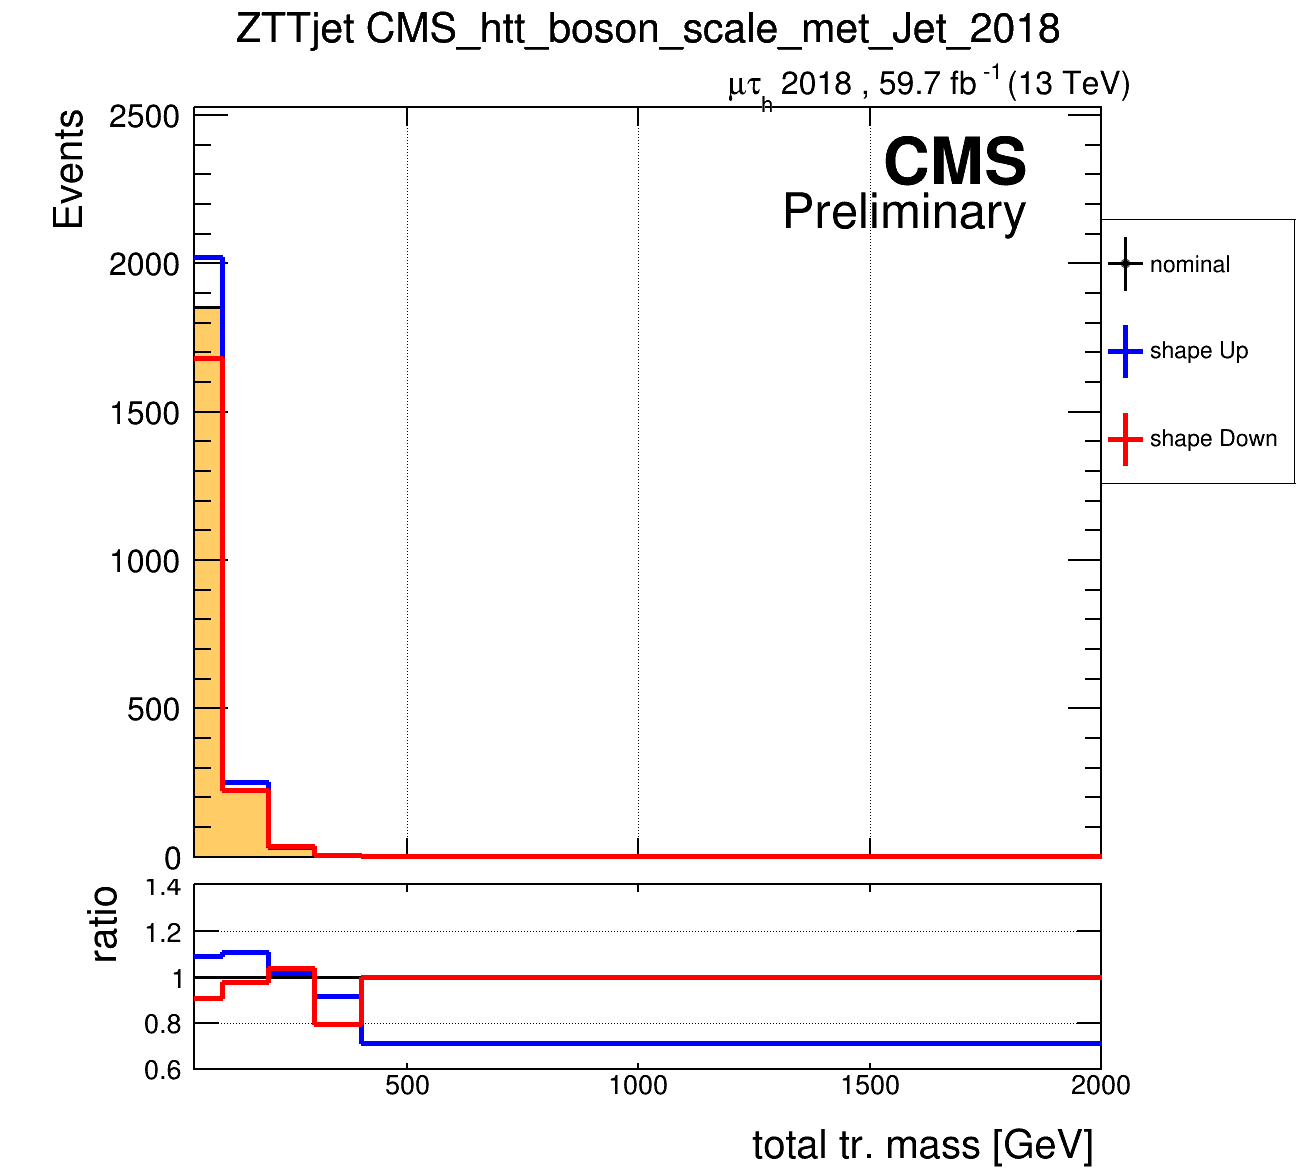 ZTTjet CMS_htt_boson_scale_met_Jet_2018
μτh 2018 , 59.7 fb-1 (13 TeV)
Events
2500
2000
1500
1000
500
0
CMS
Preliminary
nominal
shape Up
shape Down
ratio
1.4
1.2
1
0.8
0.6
500 1000 1500 2000
total tr. mass [GeV]